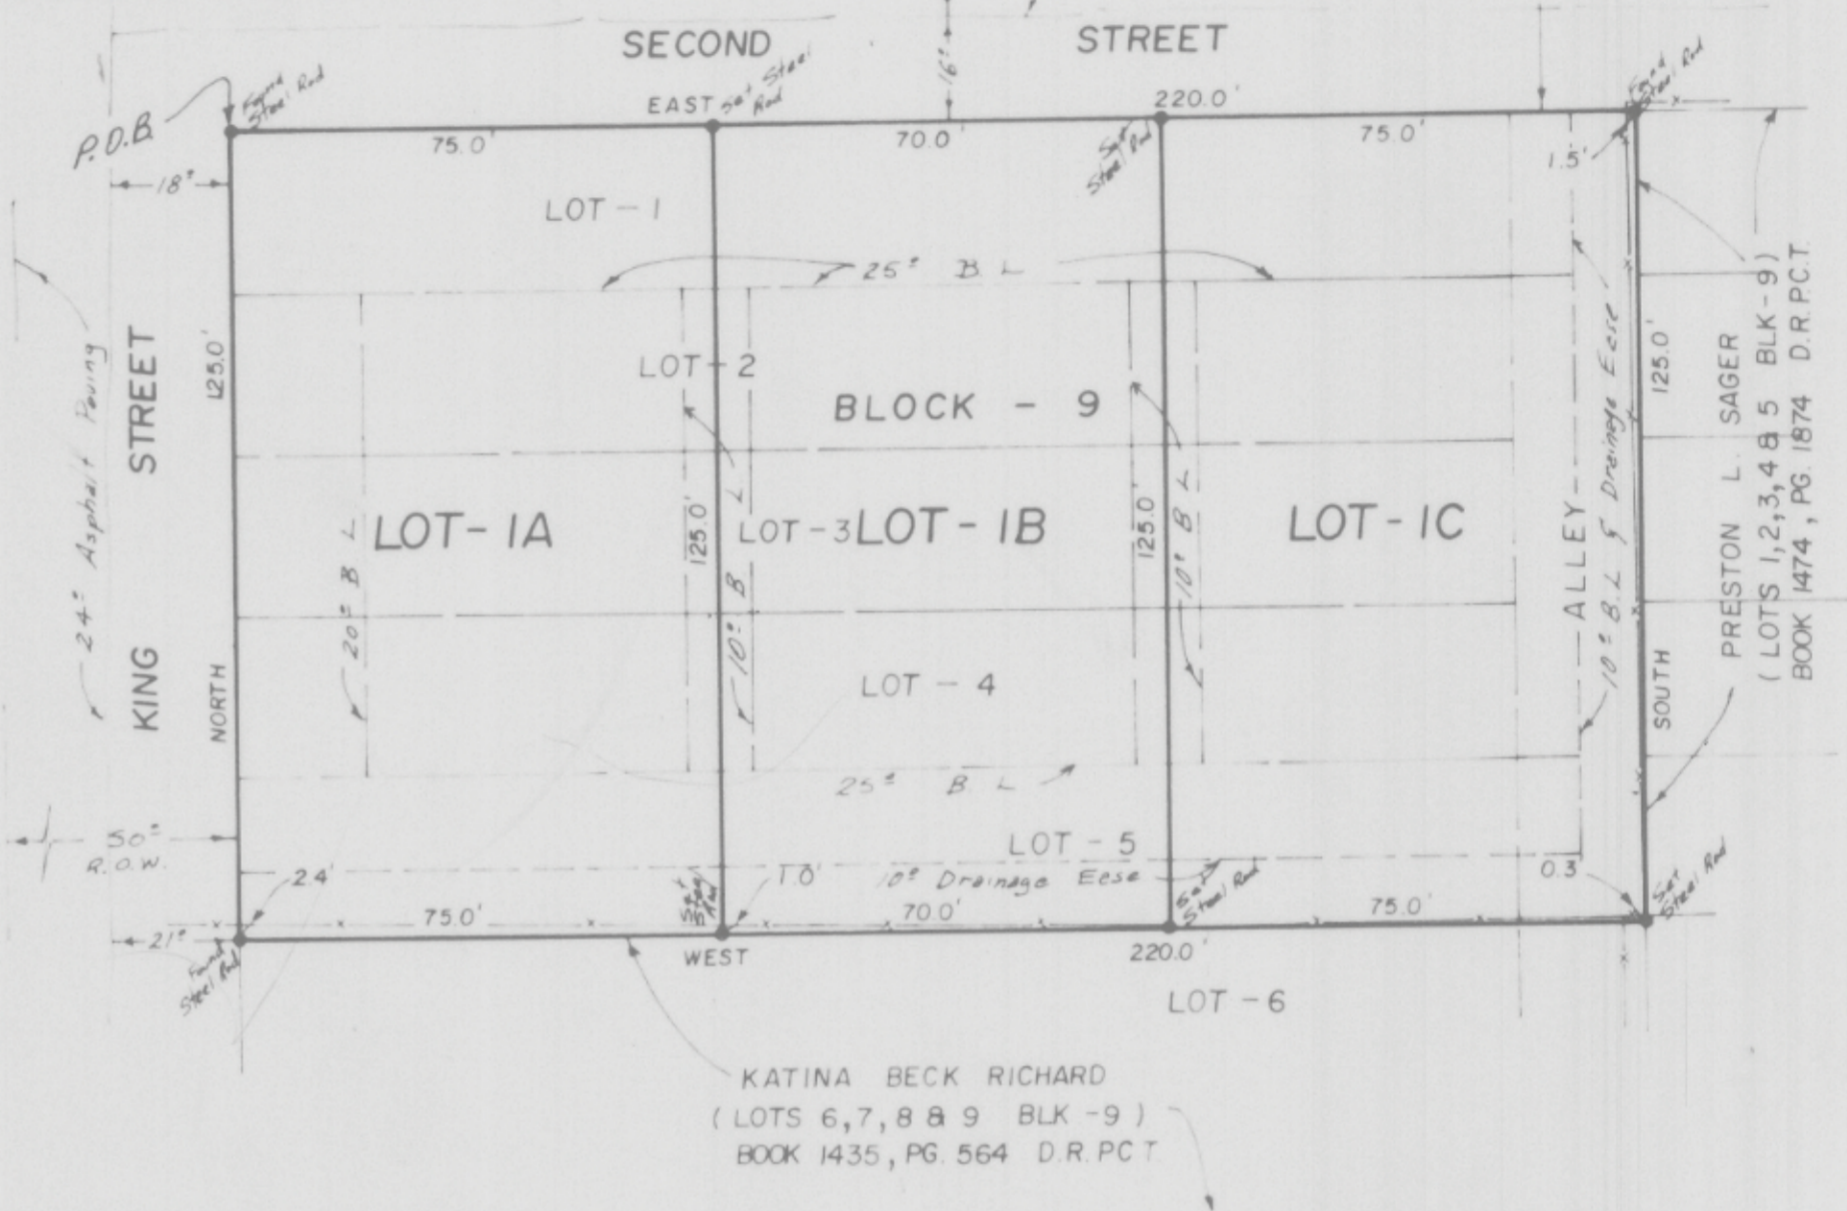 SECOND STREET
16'±
P.O.B.
Found
Steel Rod
EAST
Set Steel
Rod
220.0'
Found
Steel Rod
75.0'
70.0'
Set
Steel Rod
75.0'
1.5'
18'±
LOT - 1
25'± B L
KING STREET
24'± Asphalt Paving
125.0'
NORTH
LOT - 2
BLOCK - 9
LOT - 1A
20'± B L
125.0'
LOT - 3
10'± B L
LOT - 1B
125.0'
10'± B L
LOT - 1C
ALLEY
10'± B.L & Drainage Ease
125.0'
SOUTH
PRESTON L. SAGER
(LOTS 1,2,3,4 & 5 BLK-9)
BOOK 1474, PG. 1874 D.R.P.C.T.
LOT - 4
25'± B L
50'±
R.O.W.
LOT - 5
2.4'
1.0'
10'± Drainage Ease
0.3'
Set
Steel Rod
Set
Steel Rod
Set
Steel Rod
75.0'
70.0'
75.0'
21'±
Found
Steel Rod
WEST
220.0'
LOT - 6
KATINA BECK RICHARD
(LOTS 6,7,8 & 9 BLK -9)
BOOK 1435, PG. 564 D.R.P.C.T.